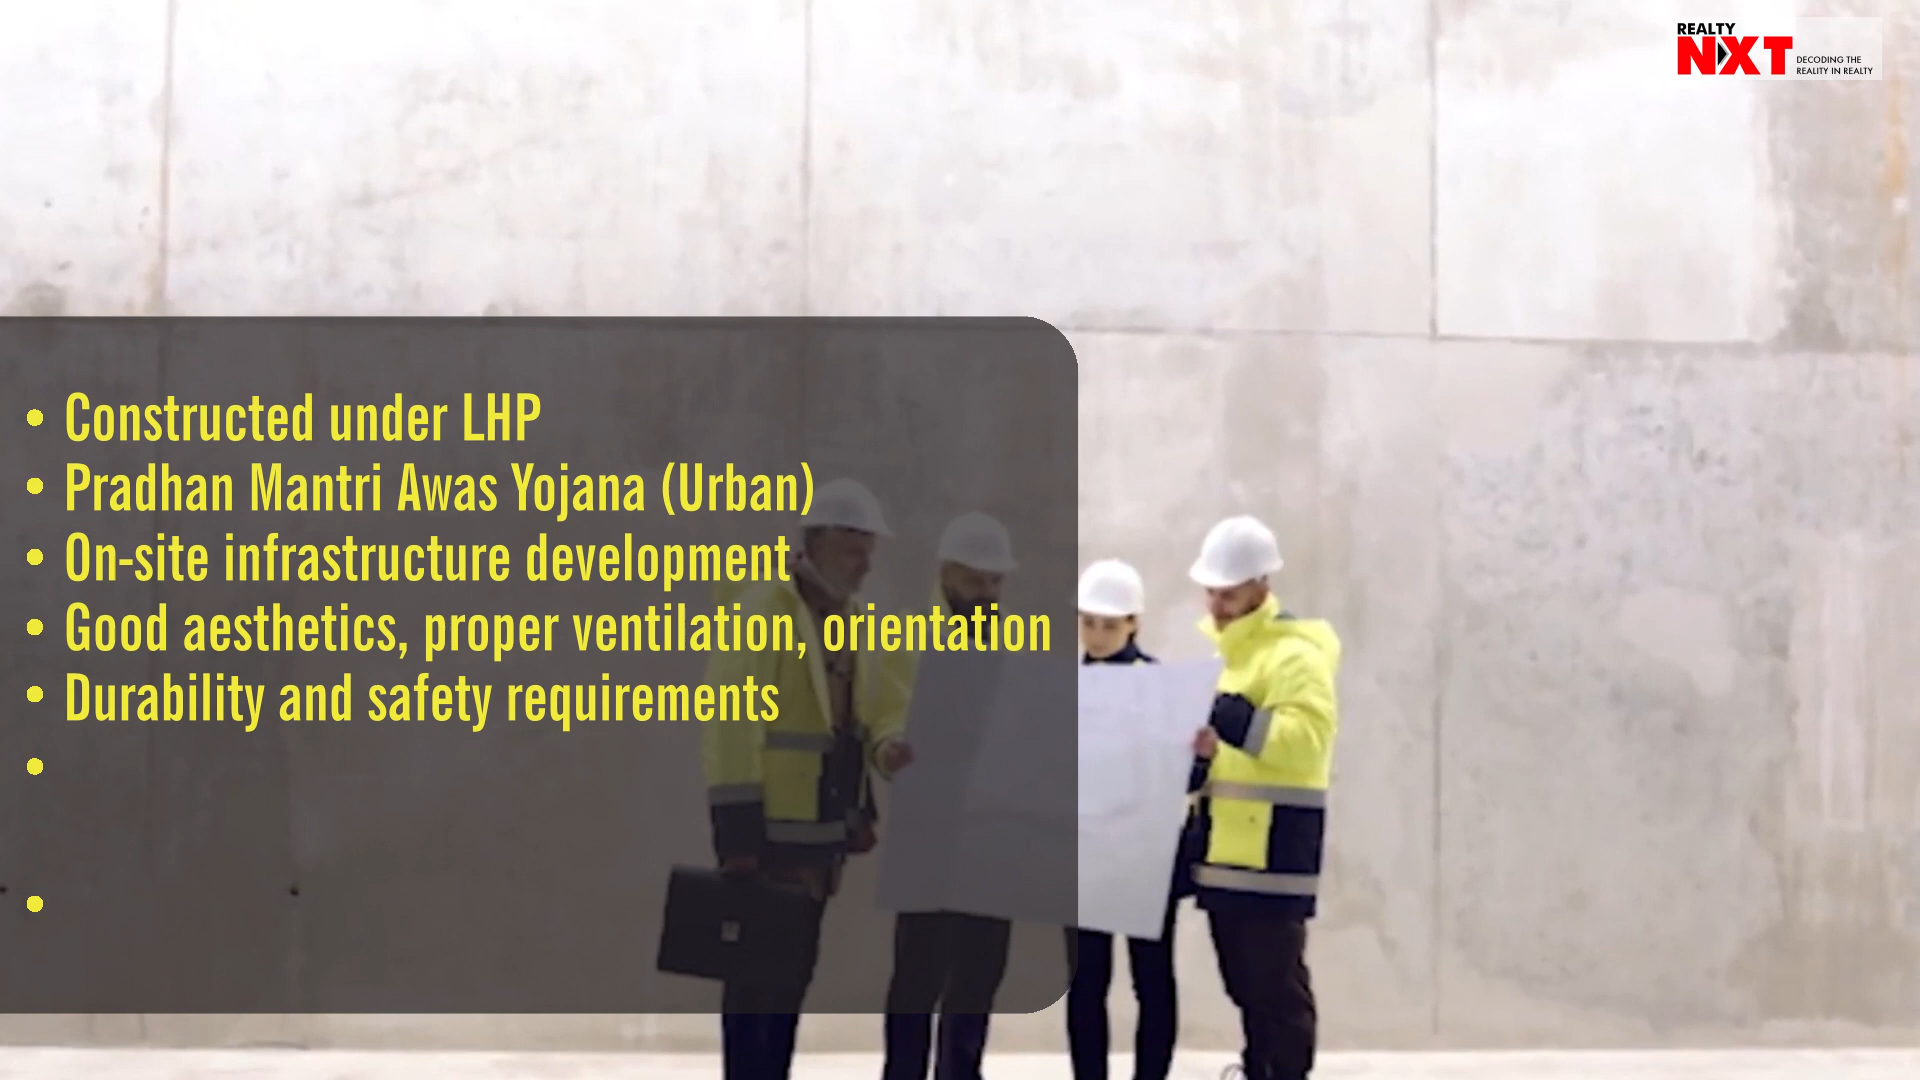 REALTY
NXT
DECODING THE
REALITY IN REALTY
• Constructed under LHP
• Pradhan Mantri Awas Yojana (Urban)
• On-site infrastructure development
• Good aesthetics, proper ventilation, orientation
• Durability and safety requirements
•
•